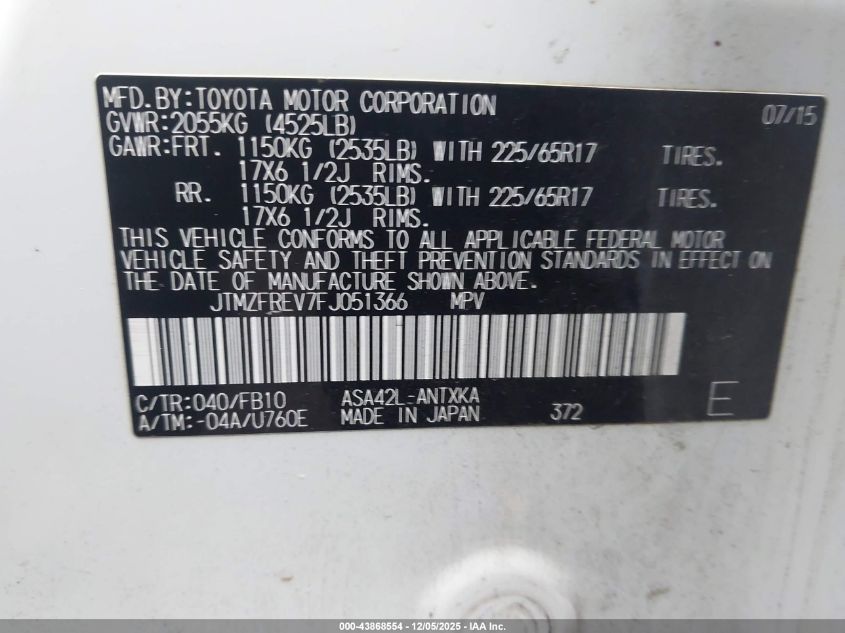 MFD.BY:TOYOTA MOTOR CORPORATION 07/15
GVWR:2055KG (4525LB)
GAWR:FRT. 1150KG (2535LB) WITH 225/65R17 TIRES.
17X6 1/2J RIMS.
RR. 1150KG (2535LB) WITH 225/65R17 TIRES.
17X6 1/2J RIMS.
THIS VEHICLE CONFORMS TO ALL APPLICABLE FEDERAL MOTOR
VEHICLE SAFETY AND THEFT PREVENTION STANDARDS IN EFFECT ON
THE DATE OF MANUFACTURE SHOWN ABOVE.
JTMZFREV7FJ051366 MPV
C/TR:040/FB10 ASA42L-ANTXKA
A/TM:-04A/U760E MADE IN JAPAN 372 E
000-43868554 - 12/05/2025 - IAA Inc.